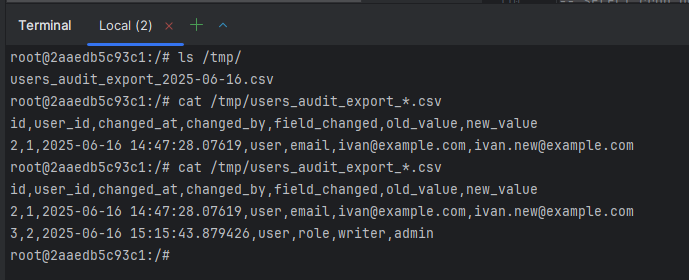 Terminal Local (2)
root@2aaedb5c93c1:/# ls /tmp/
users_audit_export_2025-06-16.csv
root@2aaedb5c93c1:/# cat /tmp/users_audit_export_*.csv
id,user_id,changed_at,changed_by,field_changed,old_value,new_value
2,1,2025-06-16 14:47:28.07619,user,email,ivan@example.com,ivan.new@example.com
root@2aaedb5c93c1:/# cat /tmp/users_audit_export_*.csv
id,user_id,changed_at,changed_by,field_changed,old_value,new_value
2,1,2025-06-16 14:47:28.07619,user,email,ivan@example.com,ivan.new@example.com
3,2,2025-06-16 15:15:43.879426,user,role,writer,admin
root@2aaedb5c93c1:/#